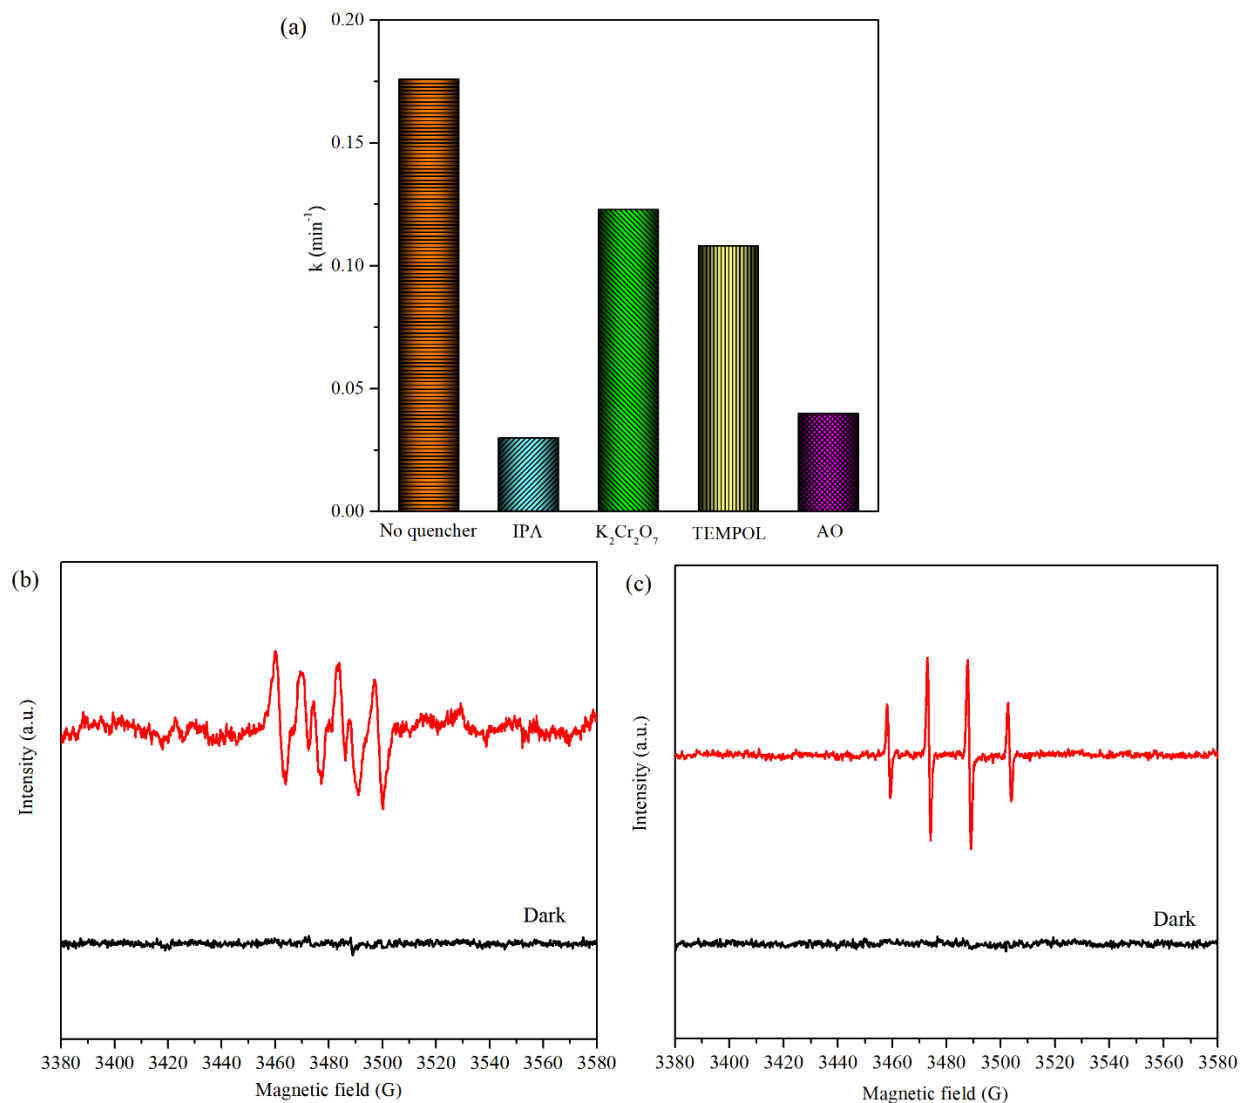 (a)
0.20
0.15
0.10
0.05
0.00
k (min⁻¹)
No quencher IPA K₂Cr₂O₇ TEMPOL AO
(b)
Intensity (a.u.)
Dark
3380 3400 3420 3440 3460 3480 3500 3520 3540 3560 3580
Magnetic field (G)
(c)
Intensity (a.u.)
Dark
3380 3400 3420 3440 3460 3480 3500 3520 3540 3560 3580
Magnetic field (G)